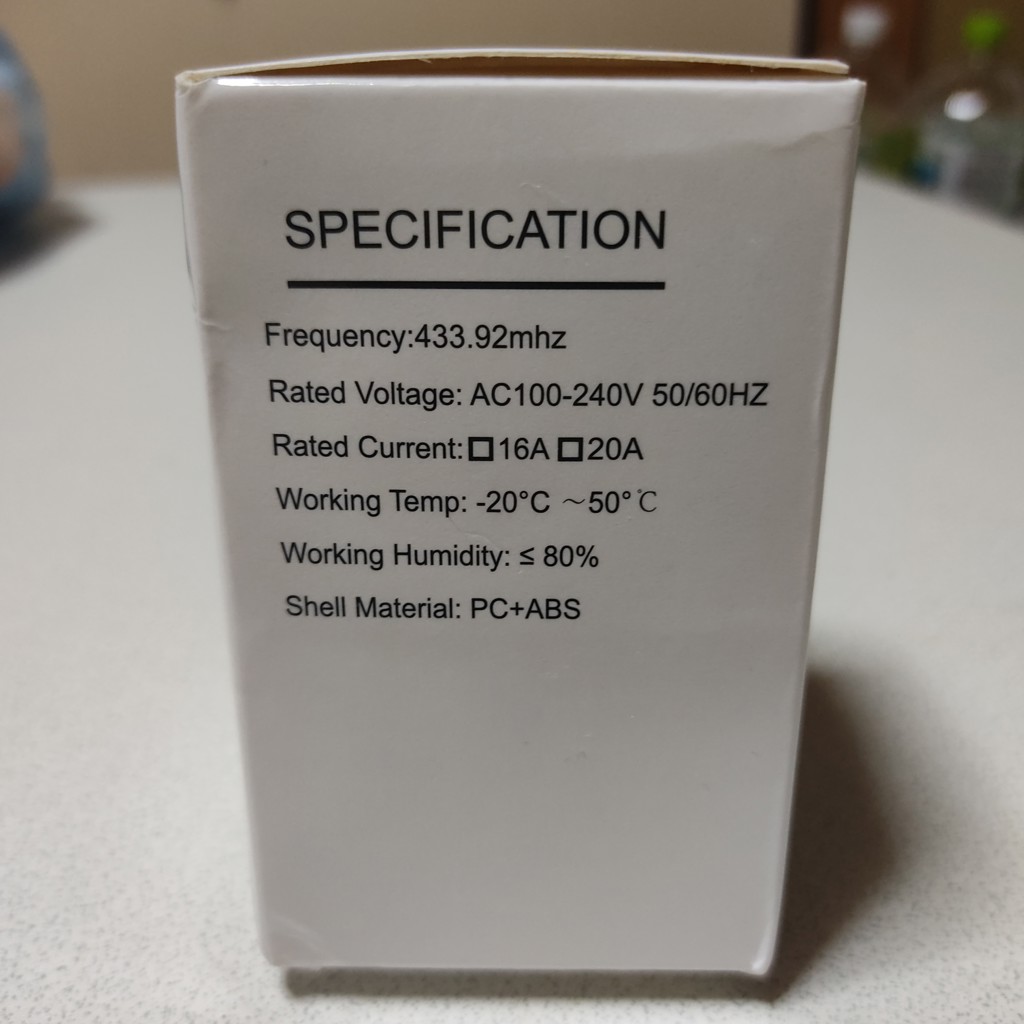 SPECIFICATION
Frequency:433.92mhz
Rated Voltage: AC100-240V 50/60HZ
Rated Current:□16A □20A
Working Temp: -20°C ～50°℃
Working Humidity: ≤ 80%
Shell Material: PC+ABS